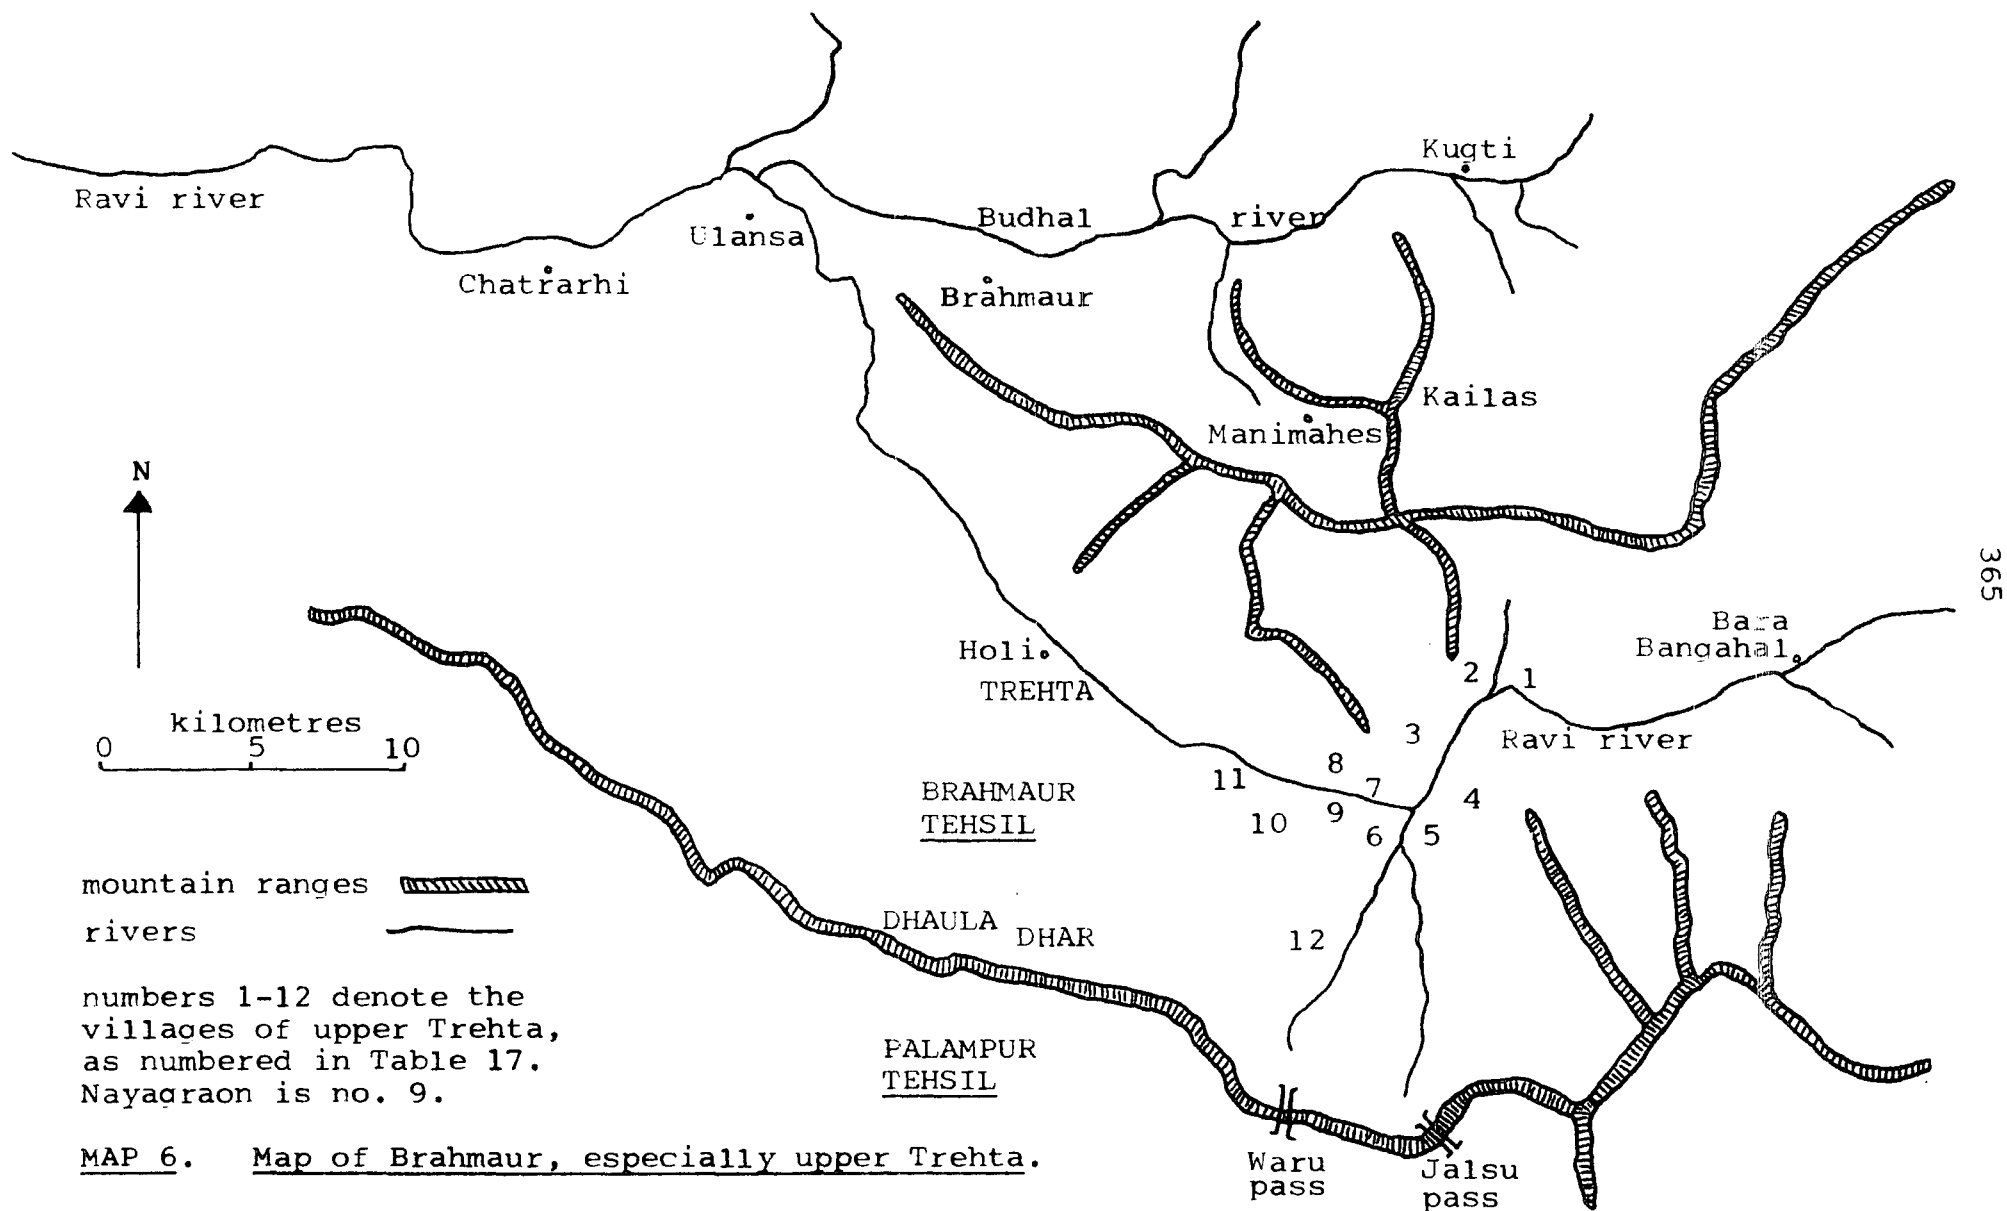 Kugti
Ravi river
Budhal river
Ulansa
Chatrarhi
Brahmaur
Kailas
Manimahes
N
365
Bara
Bangahal
Holi
TREHTA
2
1
kilometres
0 5 10
3
Ravi river
8
11
7
BRAHMAUR
TEHSIL
4
9
10
6
5
mountain ranges
rivers
DHAULA DHAR
12
numbers 1-12 denote the
villages of upper Trehta,
as numbered in Table 17.
Nayagraon is no. 9.
PALAMPUR
TEHSIL
MAP 6. Map of Brahmaur, especially upper Trehta.
Waru
pass
Jalsu
pass